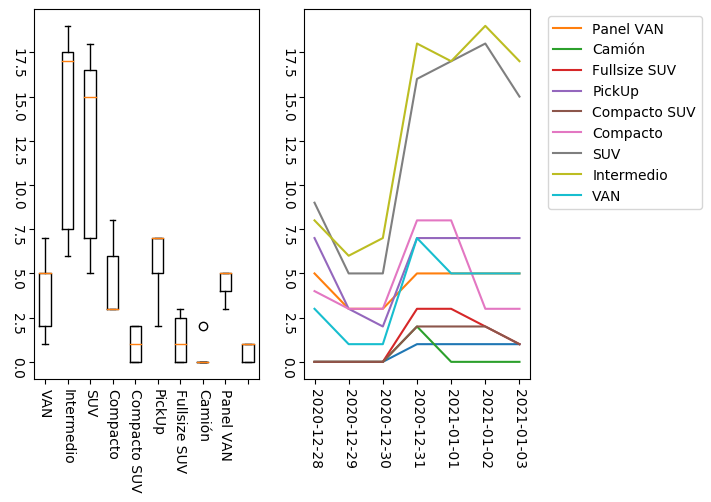 17.5
15.0
12.5
10.0
7.5
5.0
2.5
0.0
VAN
Intermedio
SUV
Compacto
Compacto SUV
PickUp
Fullsize SUV
Camión
Panel VAN
17.5
15.0
12.5
10.0
7.5
5.0
2.5
0.0
2020-12-28
2020-12-29
2020-12-30
2020-12-31
2021-01-01
2021-01-02
2021-01-03
Panel VAN
Camión
Fullsize SUV
PickUp
Compacto SUV
Compacto
SUV
Intermedio
VAN